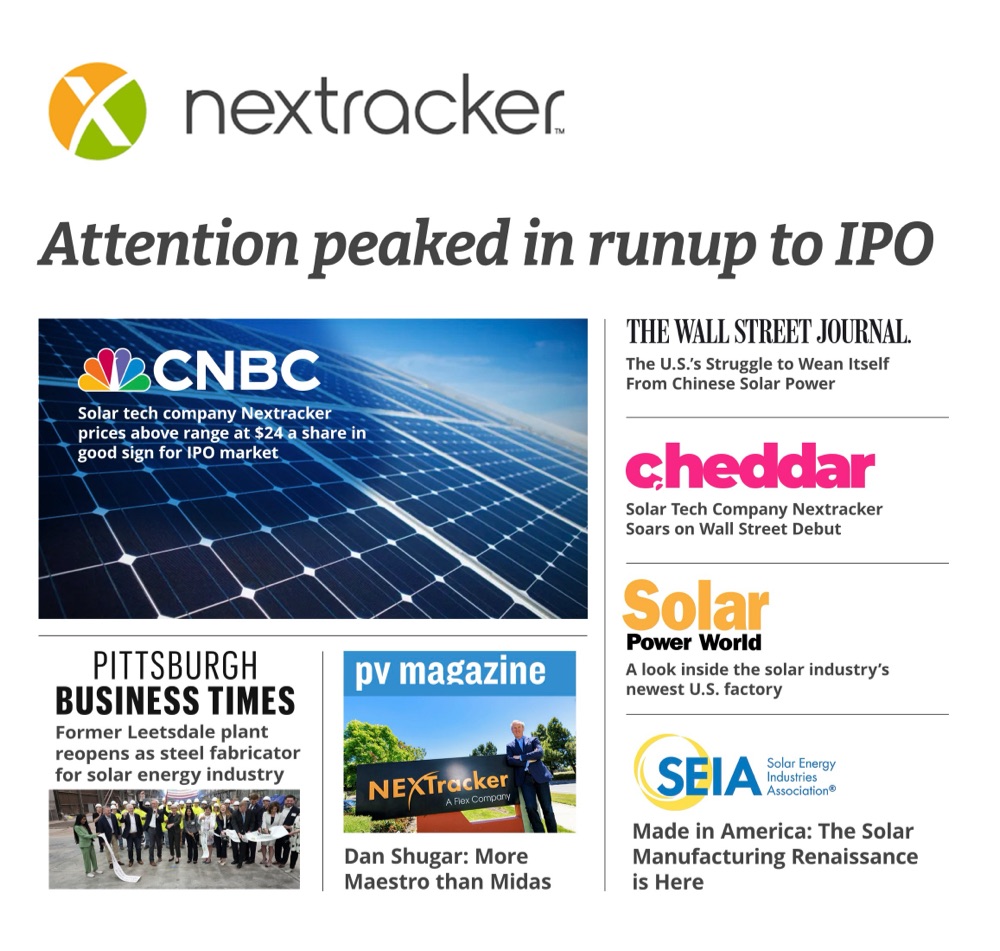 nextracker™
Attention peaked in runup to IPO
CNBC
Solar tech company Nextracker
prices above range at $24 a share in
good sign for IPO market
PITTSBURGH
BUSINESS TIMES
Former Leetsdale plant
reopens as steel fabricator
for solar energy industry
pv magazine
NEXTracker
A Flex Company
Dan Shugar: More
Maestro than Midas
THE WALL STREET JOURNAL.
The U.S.’s Struggle to Wean Itself
From Chinese Solar Power
cheddar
Solar Tech Company Nextracker
Soars on Wall Street Debut
Solar
Power World
A look inside the solar industry’s
newest U.S. factory
SEIA
Solar Energy
Industries
Association®
Made in America: The Solar
Manufacturing Renaissance
is Here